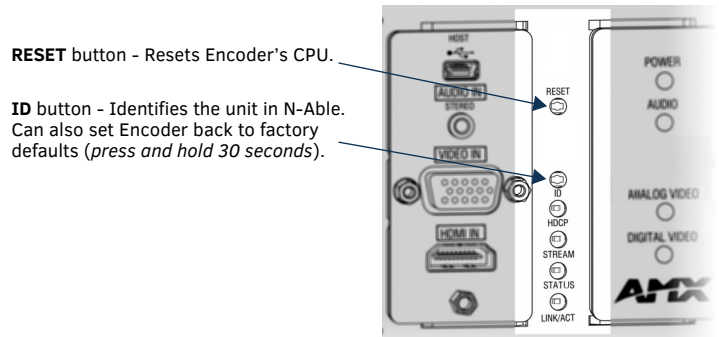 RESET button - Resets Encoder's CPU.
ID button - Identifies the unit in N-Able.
Can also set Encoder back to factory
defaults (press and hold 30 seconds).
HOST
AUDIO IN
STEREO
VIDEO IN
HDMI IN
RESET
ID
HDCP
STREAM
STATUS
LINK/ACT
POWER
AUDIO
ANALOG VIDEO
DIGITAL VIDEO
AMX